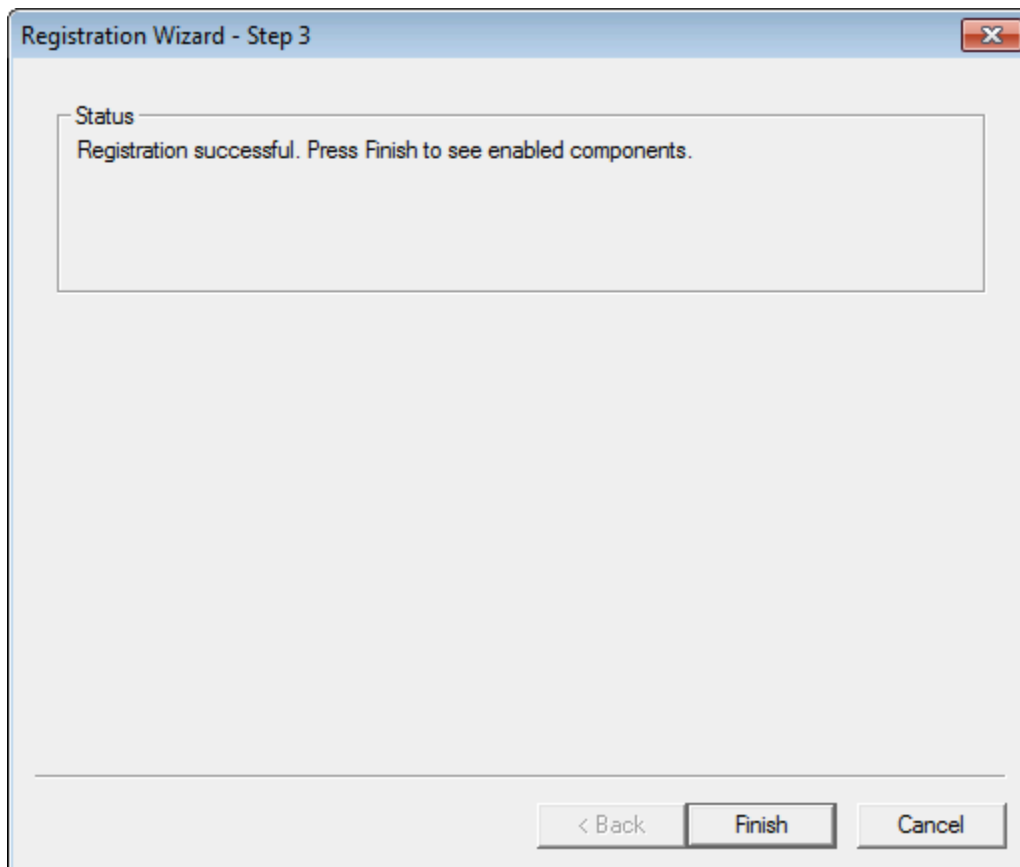 Registration Wizard - Step 3
Status
Registration successful. Press Finish to see enabled components.
< Back
Finish
Cancel